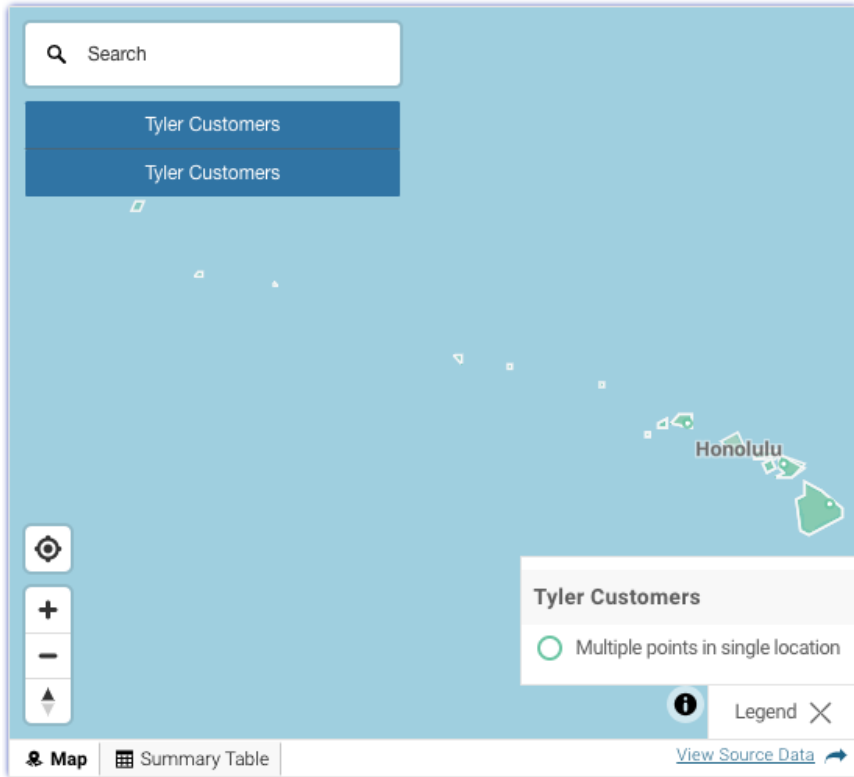 Search
Tyler Customers
Tyler Customers
Honolulu
Tyler Customers
Multiple points in single location
Legend
Map
Summary Table
View Source Data